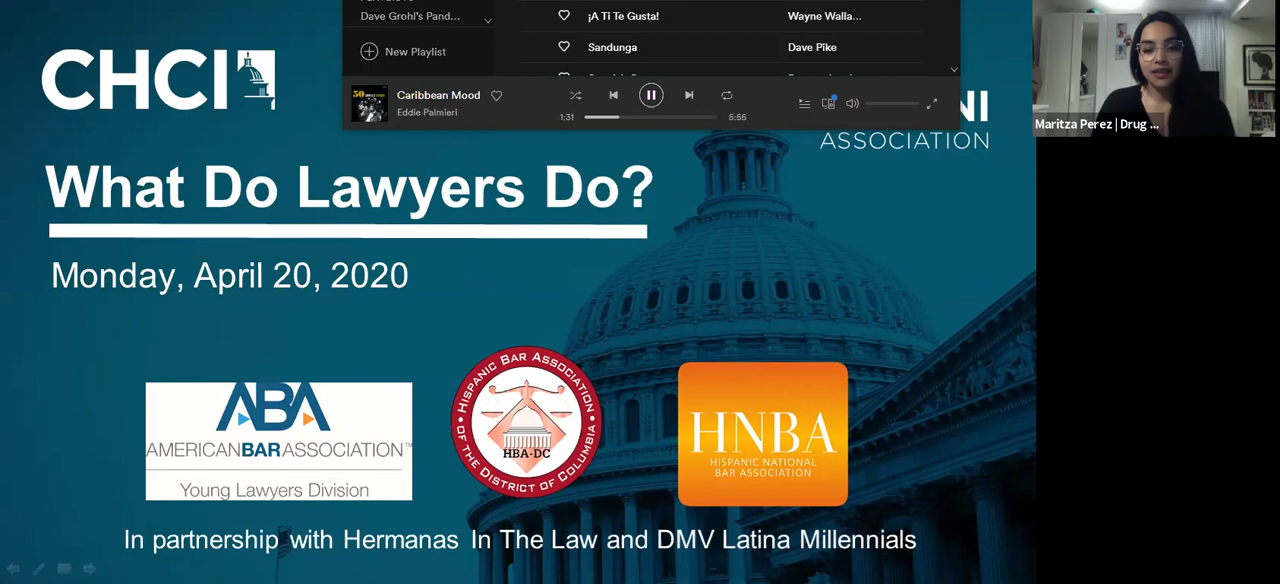 Dave Grohl's Pand...
New Playlist
¡A Ti Te Gusta!
Wayne Walla...
Sandunga
Dave Pike
Caribbean Mood
Eddie Palmieri
1:31
5:55
CHCI
NI
ASSOCIATION
Maritza Perez | Drug ...
What Do Lawyers Do?
Monday, April 20, 2020
ABA
AMERICANBARASSOCIATION™
Young Lawyers Division
HISPANIC BAR ASSOCIATION
OF THE DISTRICT OF COLUMBIA
HBA-DC
HNBA
HISPANIC NATIONAL
BAR ASSOCIATION
In partnership with Hermanas In The Law and DMV Latina Millennials